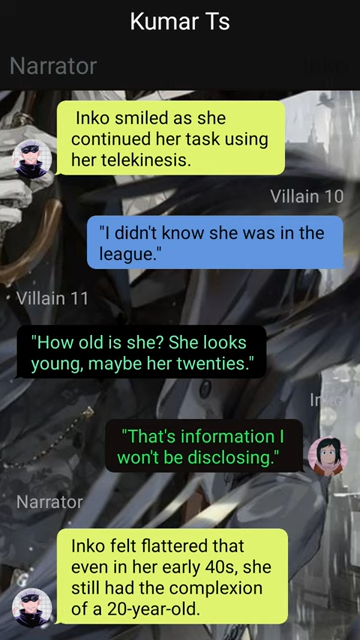 Kumar Ts
Narrator
Inko smiled as she
continued her task using
her telekinesis.
Villain 10
"I didn't know she was in the
league."
Villain 11
"How old is she? She looks
young, maybe her twenties."
"That's information I
won't be disclosing."
Narrator
Inko felt flattered that
even in her early 40s, she
still had the complexion
of a 20-year-old.